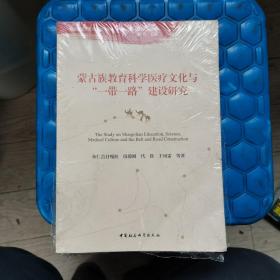 蒙古族教育科学医疗文化与
“一带一路”建设研究
The Study on Mongolian Education, Science,
Medical Culture and the Belt and Road Construction
等著
中国社会科学出版社